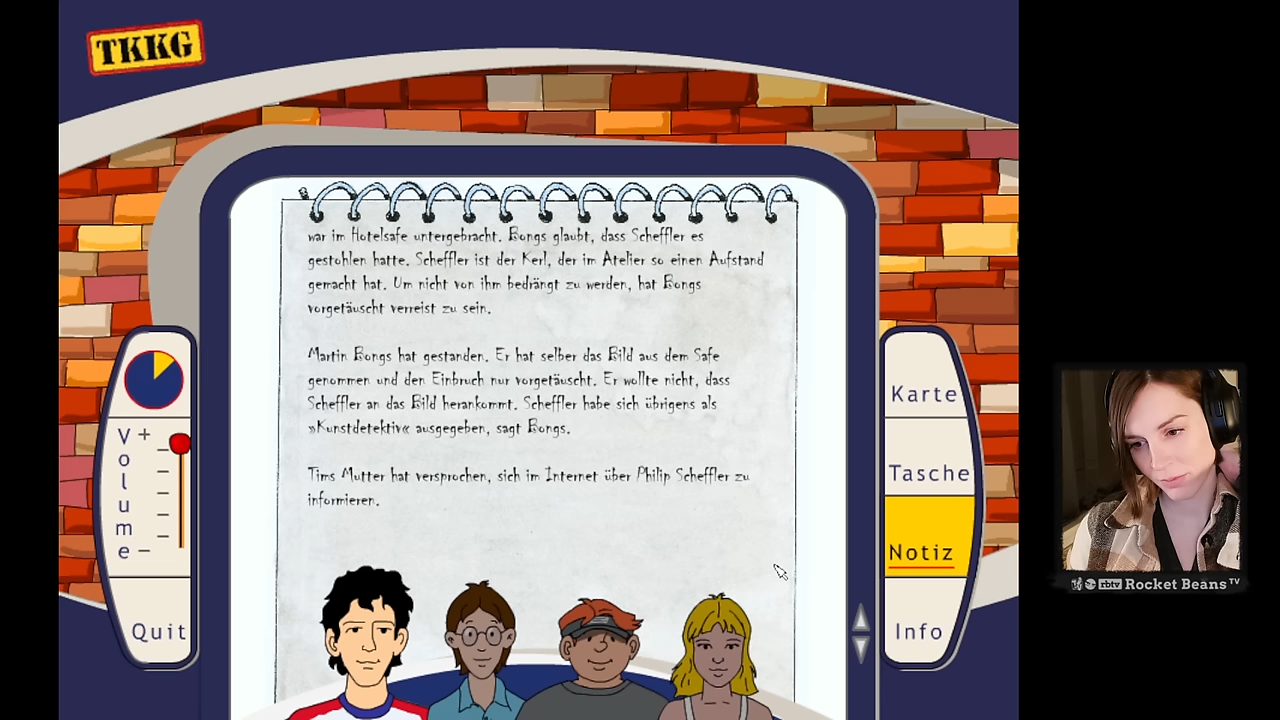 TKKG
war im Hotelsafe untergebracht. Bongs glaubt, dass Scheffler es
gestohlen hatte. Scheffler ist der Kerl, der im Atelier so einen Aufstand
gemacht hat. Um nicht von ihm bedrängt zu werden, hat Bongs
vorgetäuscht verreist zu sein.
Martin Bongs hat gestanden. Er hat selber das Bild aus dem Safe
genommen und den Einbruch nur vorgetäuscht. Er wollte nicht, dass
Scheffler an das Bild herankommt. Scheffler habe sich übrigens als
»Kunstdetektiv« ausgegeben, sagt Bongs.
Tims Mutter hat versprochen, sich im Internet über Philip Scheffler zu
informieren.
Volume
+
−
Quit
Karte
Tasche
Notiz
Info
rbtv Rocket Beans TV